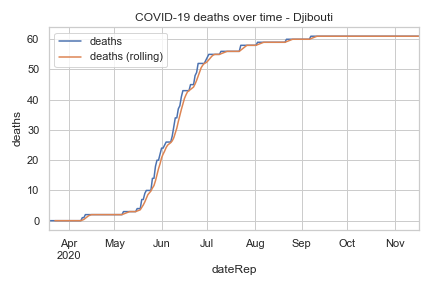 COVID-19 deaths over time - Djibouti
deaths
deaths (rolling)
60
50
40
30
20
10
0
deaths
Apr May Jun Jul Aug Sep Oct Nov
2020
dateRep